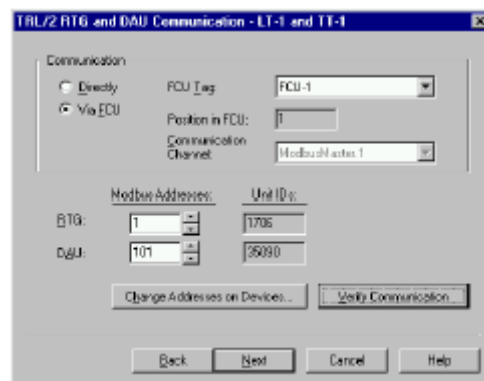 TRL/2 RTG and DAU Communication - LT-1 and TT-1
Communication
Directly
Via FCU
FCU Tag:
FCU-1
Position in FCU:
1
Communication Channel:
ModbusMaster.1
Modbus Addresses:
Unit IDs:
RTG:
1
1706
DAU:
101
35090
Change Addresses on Devices...
Verify Communication
Back
Next
Cancel
Help